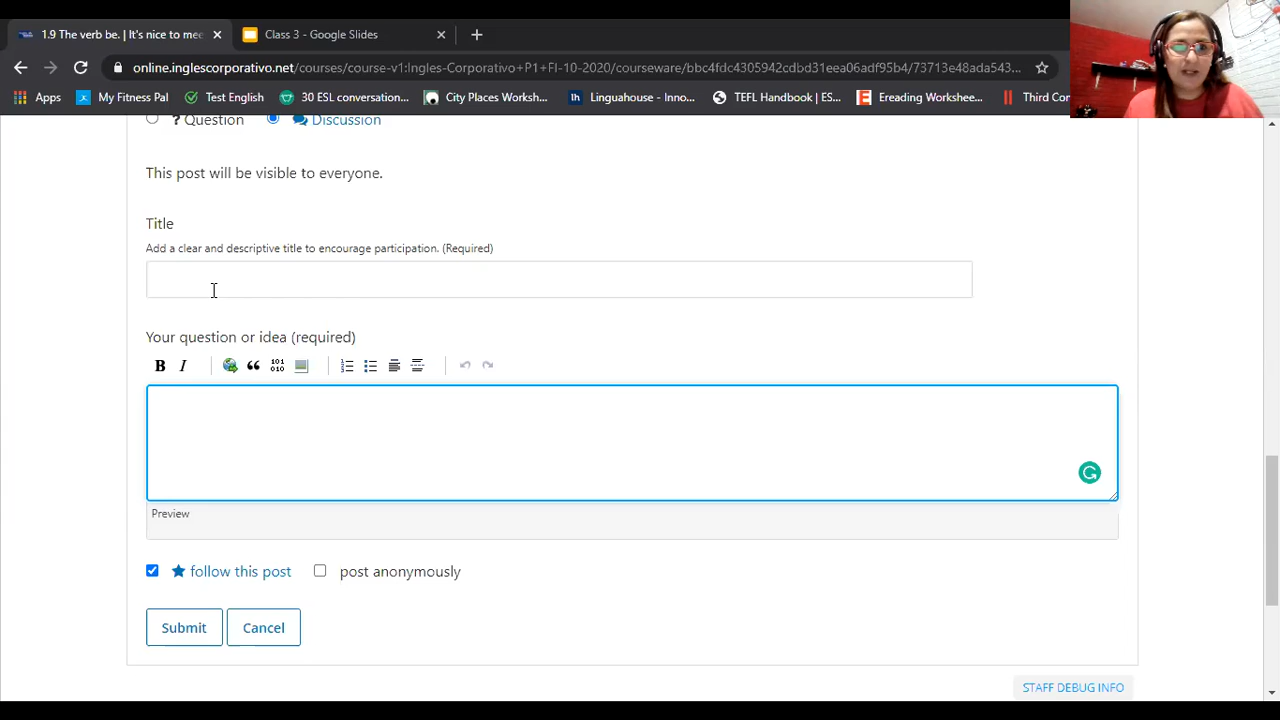 1.9 The verb be. | It's nice to mee
Class 3 - Google Slides
online.inglescorporativo.net/courses/course-v1:Ingles-Corporativo+P1-FI-10.2020/courseware/bbc4fdc4305942cdbd313ea06adf95b4/73713e48ada543...
Apps
My Fitness Pal
Test English
30 ESL conversation...
City Places Worksh...
Linguahouse - Inno...
TEFL Handbook | ES...
Ereading Workshee...
Third Con
? Question
Discussion
This post will be visible to everyone.
Title
Add a clear and descriptive title to encourage participation. (Required)
Your question or idea (required)
B I
Preview
follow this post
post anonymously
Submit
Cancel
STAFF DEBUG INFO